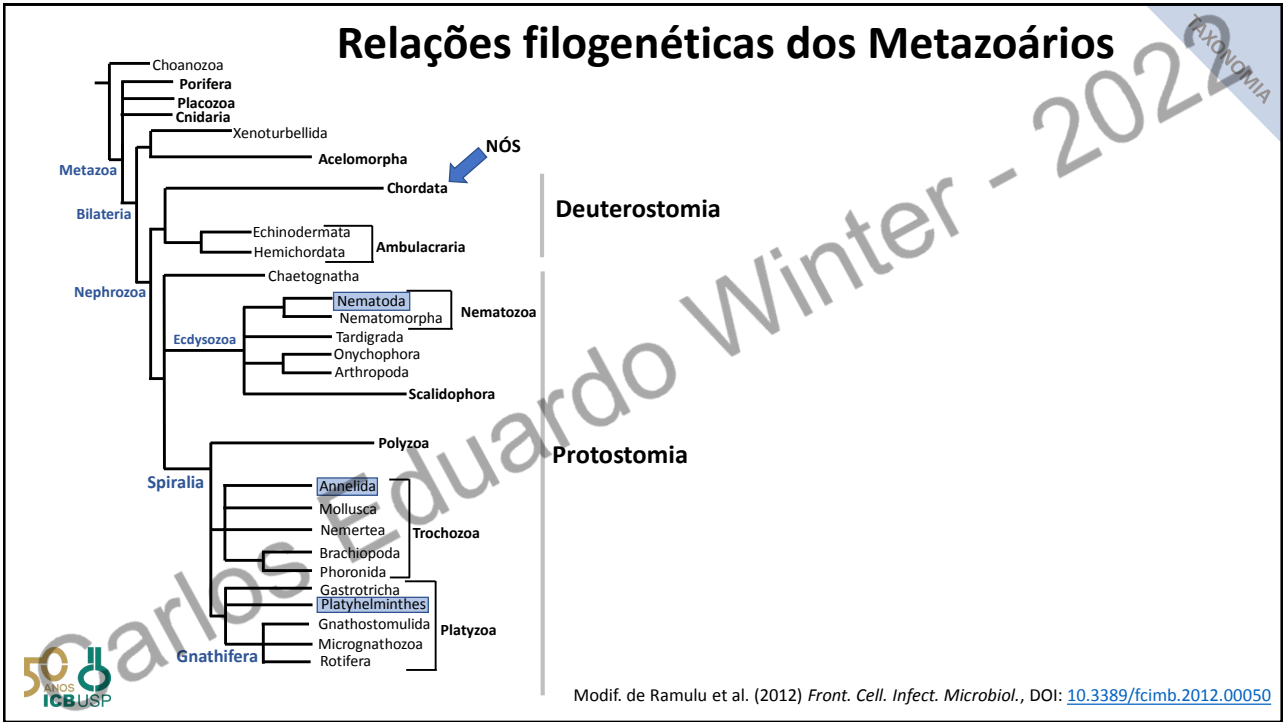 Relações filogenéticas dos Metazoários
TAXONOMIA
Choanozoa
Porifera
Placozoa
Cnidaria
Xenoturbellida
Acelomorpha
Metazoa
NÓS
Chordata
Bilateria
Deuterostomia
Echinodermata
Hemichordata
Ambulacraria
Chaetognatha
Nephrozoa
Nematoda
Nematomorpha
Nematozoa
Tardigrada
Ecdysozoa
Onychophora
Arthropoda
Scalidophora
Polyzoa
Protostomia
Spiralia
Annelida
Mollusca
Nemertea
Trochozoa
Brachiopoda
Phoronida
Gastrotricha
Platyhelminthes
Gnathostomulida
Platyzoa
Micrognathozoa
Gnathifera
Rotifera
Carlos Eduardo Winter - 2022
50
ANOS
ICBUSP
Modif. de Ramulu et al. (2012) Front. Cell. Infect. Microbiol., DOI: 10.3389/fcimb.2012.00050